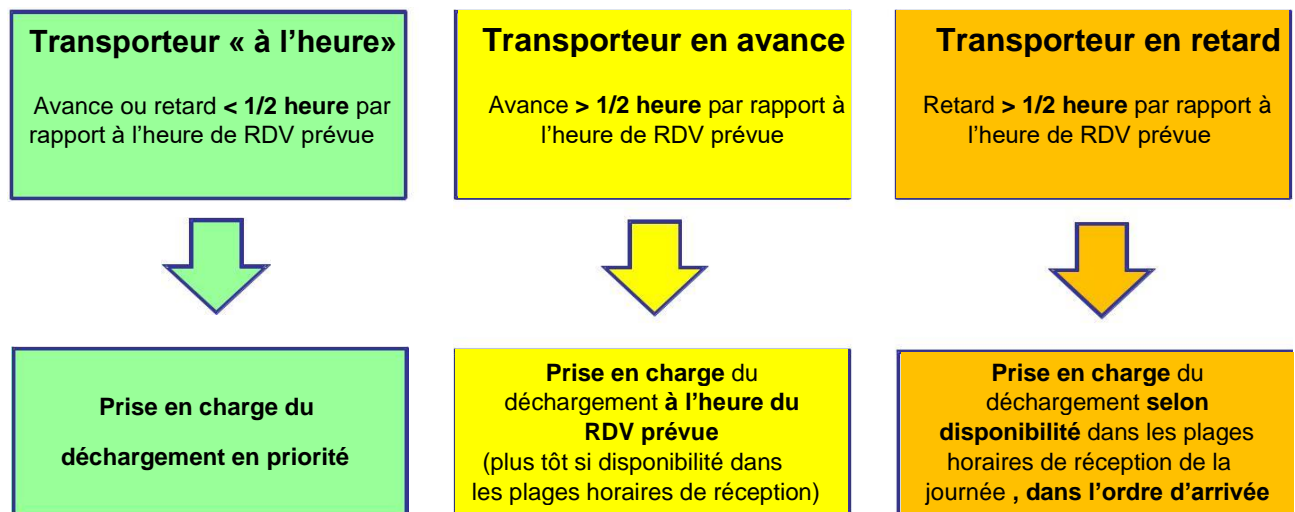 Transporteur « à l’heure»
Avance ou retard < 1/2 heure par
rapport à l’heure de RDV prévue
Prise en charge du
déchargement en priorité
Transporteur en avance
Avance > 1/2 heure par rapport à
l’heure de RDV prévue
Prise en charge du
déchargement à l’heure du
RDV prévue
(plus tôt si disponibilité dans
les plages horaires de réception)
Transporteur en retard
Retard > 1/2 heure par rapport à
l’heure de RDV prévue
Prise en charge du
déchargement selon
disponibilité dans les plages
horaires de réception de la
journée , dans l’ordre d’arrivée